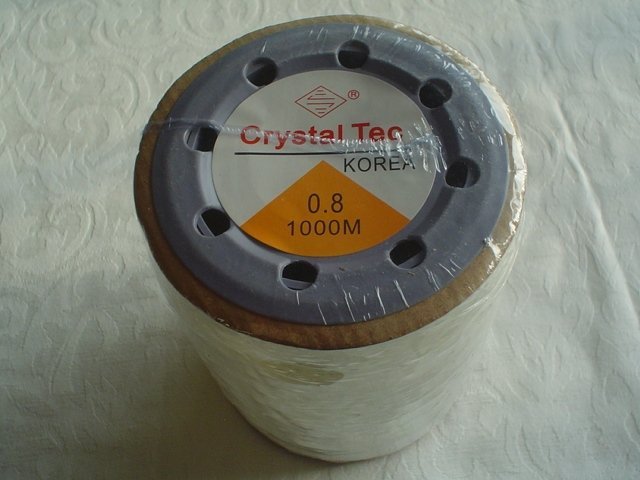 ®
Crystal Tec
KOREA
0.8
1000M